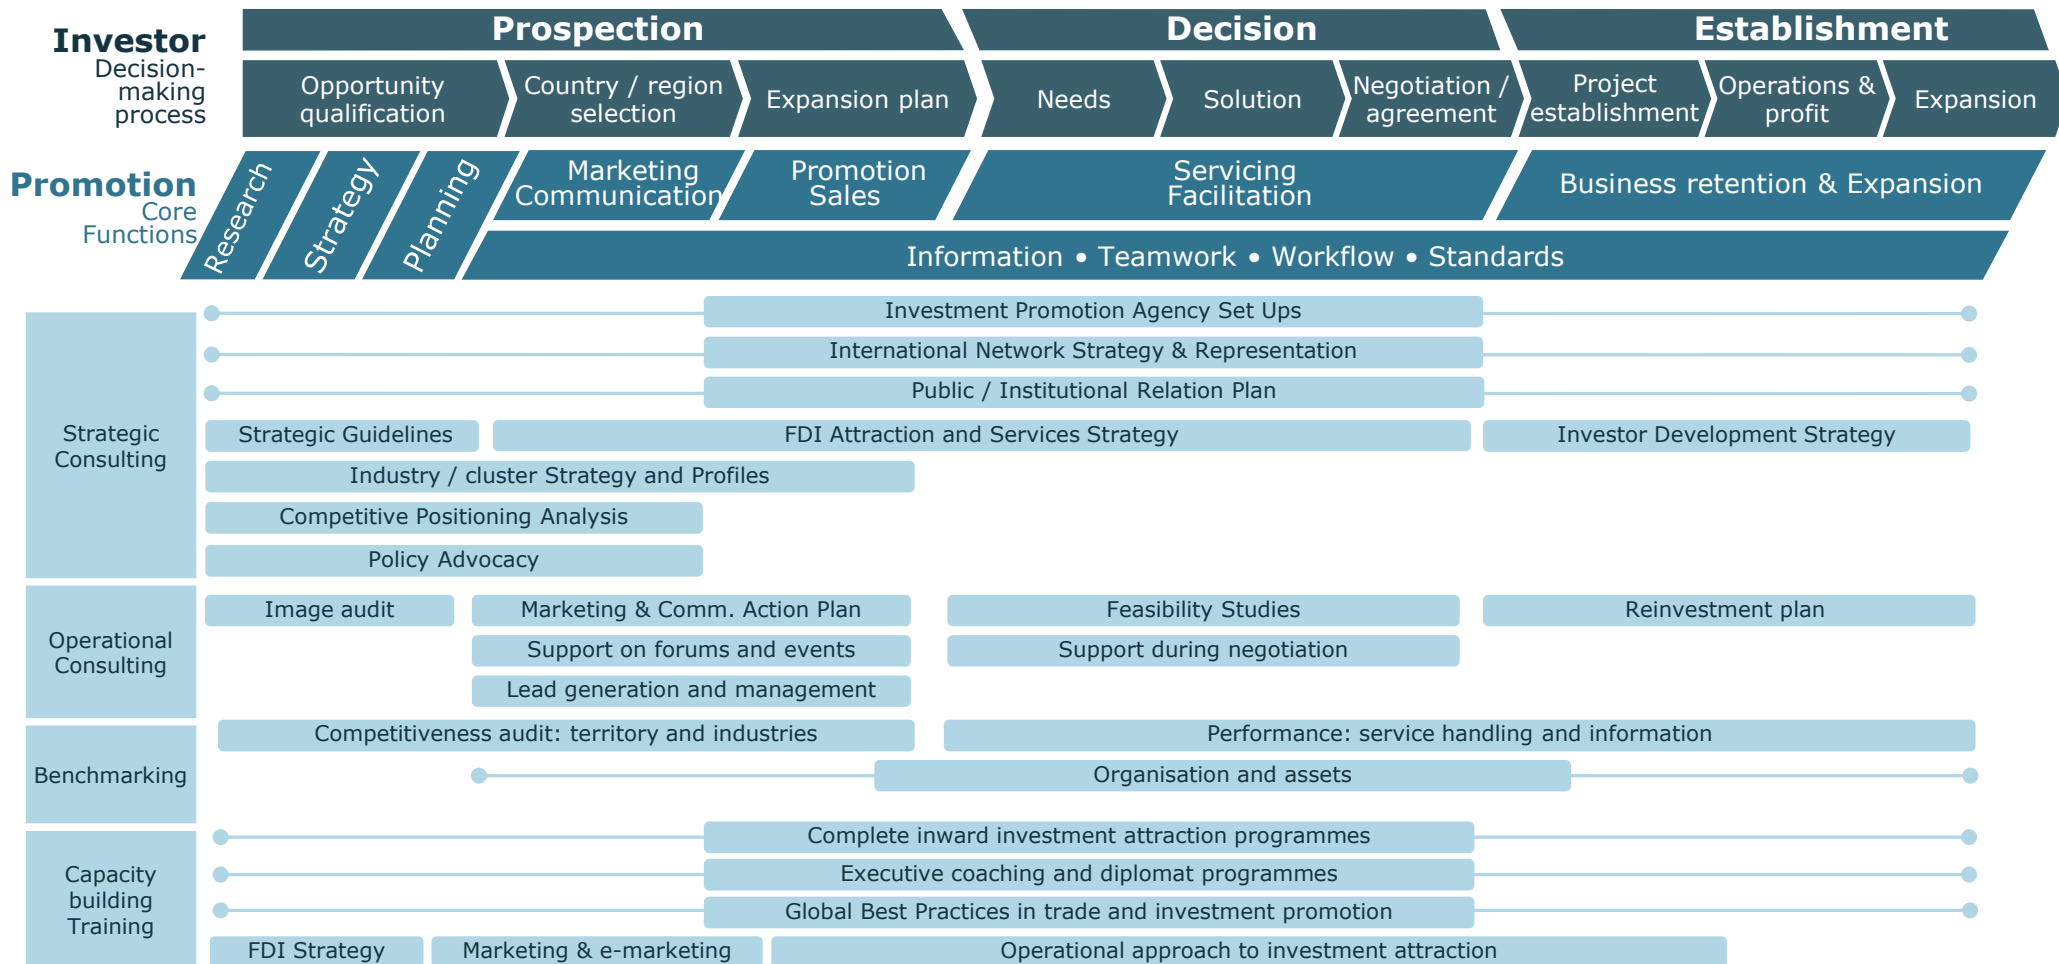 Investor
Decision-
making
process
Prospection
Decision
Establishment
Opportunity
qualification
Country / region
selection
Expansion plan
Needs
Solution
Negotiation /
agreement
Project
establishment
Operations &
profit
Expansion
Promotion
Core
Functions
Research
Strategy
Planning
Marketing
Communication
Promotion
Sales
Servicing
Facilitation
Business retention & Expansion
Information • Teamwork • Workflow • Standards
Strategic
Consulting
Investment Promotion Agency Set Ups
International Network Strategy & Representation
Public / Institutional Relation Plan
Strategic Guidelines
FDI Attraction and Services Strategy
Investor Development Strategy
Industry / cluster Strategy and Profiles
Competitive Positioning Analysis
Policy Advocacy
Operational
Consulting
Image audit
Marketing & Comm. Action Plan
Feasibility Studies
Reinvestment plan
Support on forums and events
Support during negotiation
Lead generation and management
Benchmarking
Competitiveness audit: territory and industries
Performance: service handling and information
Organisation and assets
Capacity
building
Training
Complete inward investment attraction programmes
Executive coaching and diplomat programmes
Global Best Practices in trade and investment promotion
FDI Strategy
Marketing & e-marketing
Operational approach to investment attraction